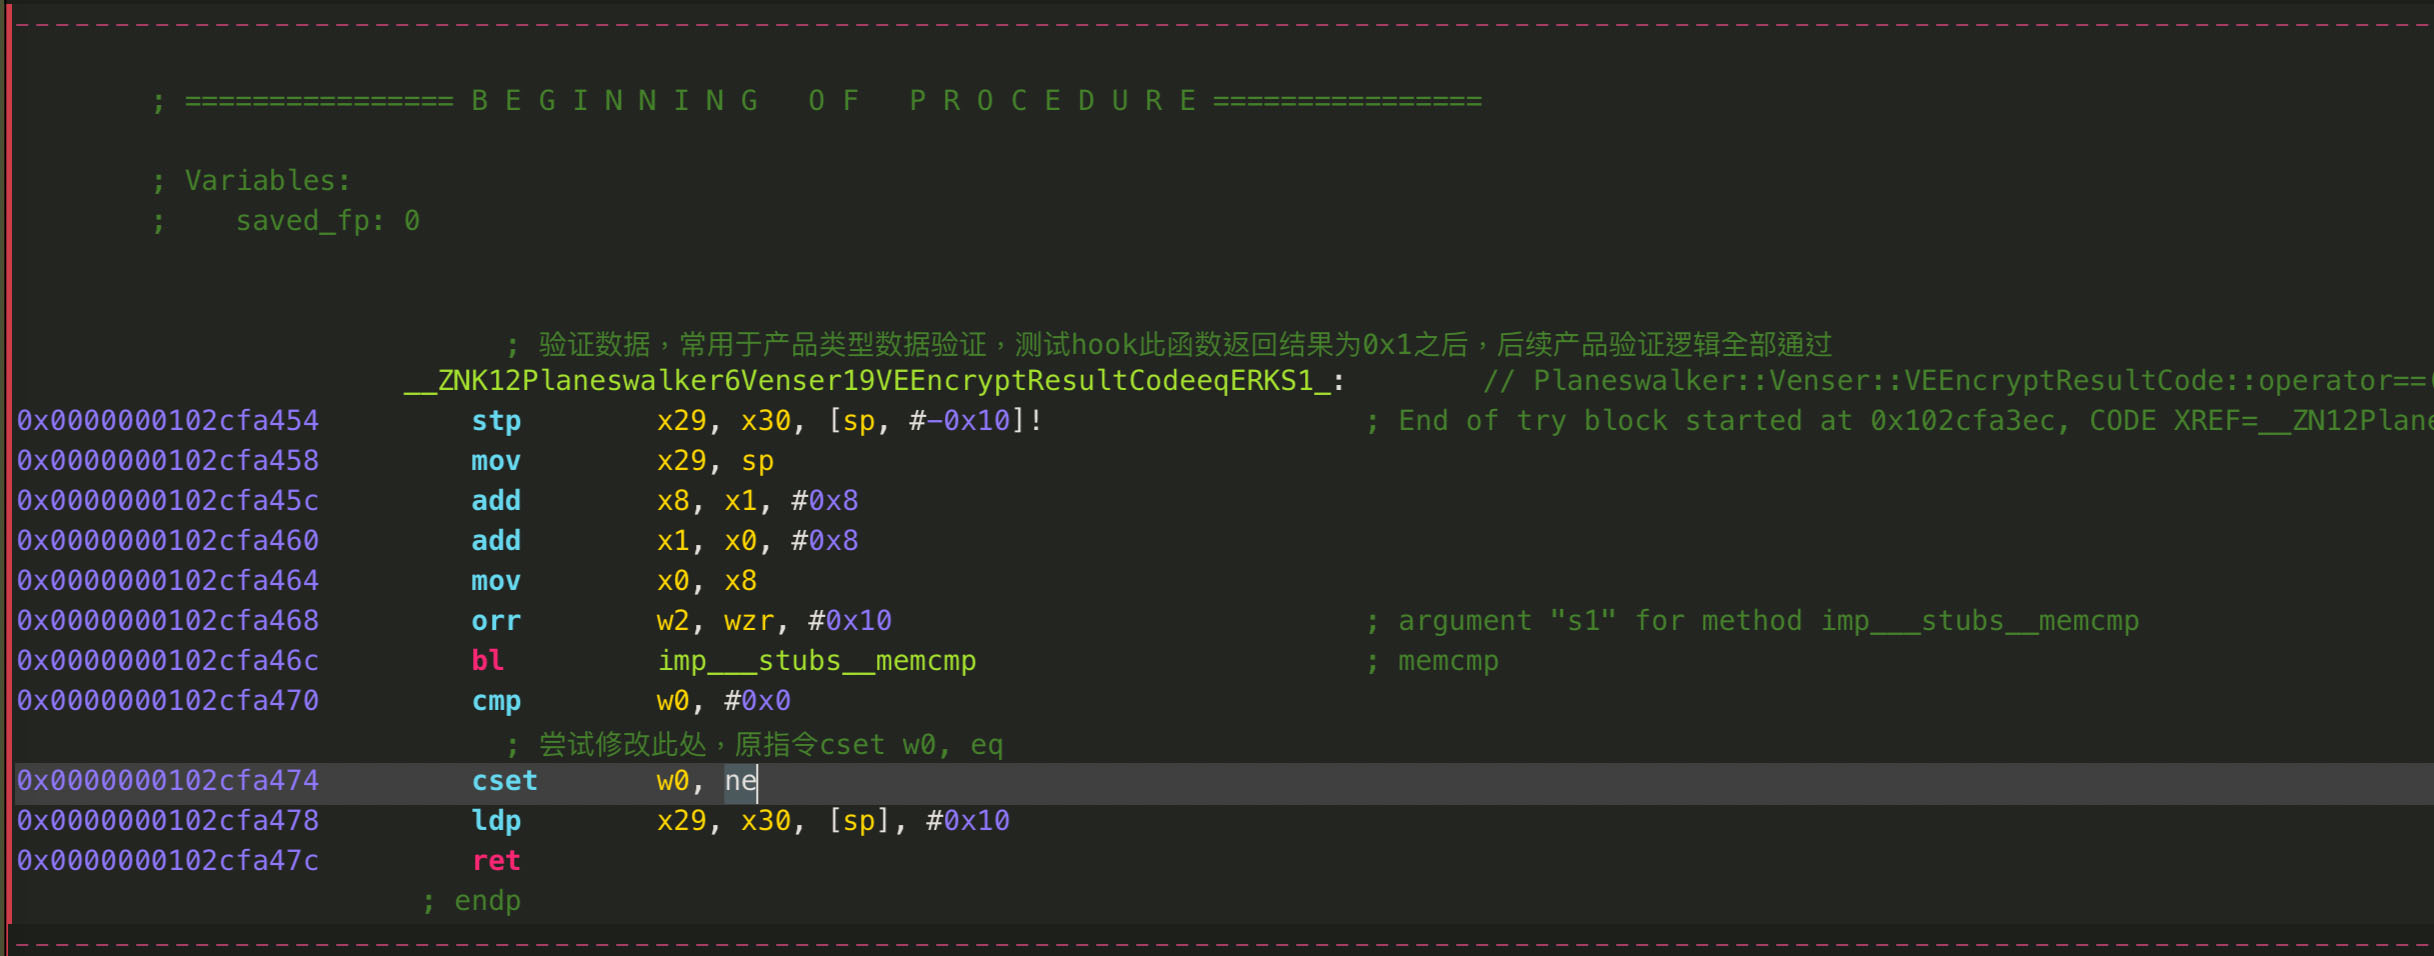 ; ================ B E G I N N I N G   O F   P R O C E D U R E ================
; Variables:
;    saved_fp: 0
; 验证数据，常用于产品类型数据验证，测试hook此函数返回结果为0x1之后，后续产品验证逻辑全部通过
__ZNK12Planeswalker6Venser19VEEncryptResultCodeeqERKS1_:        // Planeswalker::Venser::VEEncryptResultCode::operator==(
0x0000000102cfa454 stp x29, x30, [sp, #-0x10]! ; End of try block started at 0x102cfa3ec, CODE XREF=__ZN12Plane
0x0000000102cfa458 mov x29, sp
0x0000000102cfa45c add x8, x1, #0x8
0x0000000102cfa460 add x1, x0, #0x8
0x0000000102cfa464 mov x0, x8
0x0000000102cfa468 orr w2, wzr, #0x10 ; argument "s1" for method imp___stubs__memcmp
0x0000000102cfa46c bl imp___stubs__memcmp ; memcmp
0x0000000102cfa470 cmp w0, #0x0
; 尝试修改此处，原指令cset w0, eq
0x0000000102cfa474 cset w0, ne
0x0000000102cfa478 ldp x29, x30, [sp], #0x10
0x0000000102cfa47c ret
; endp